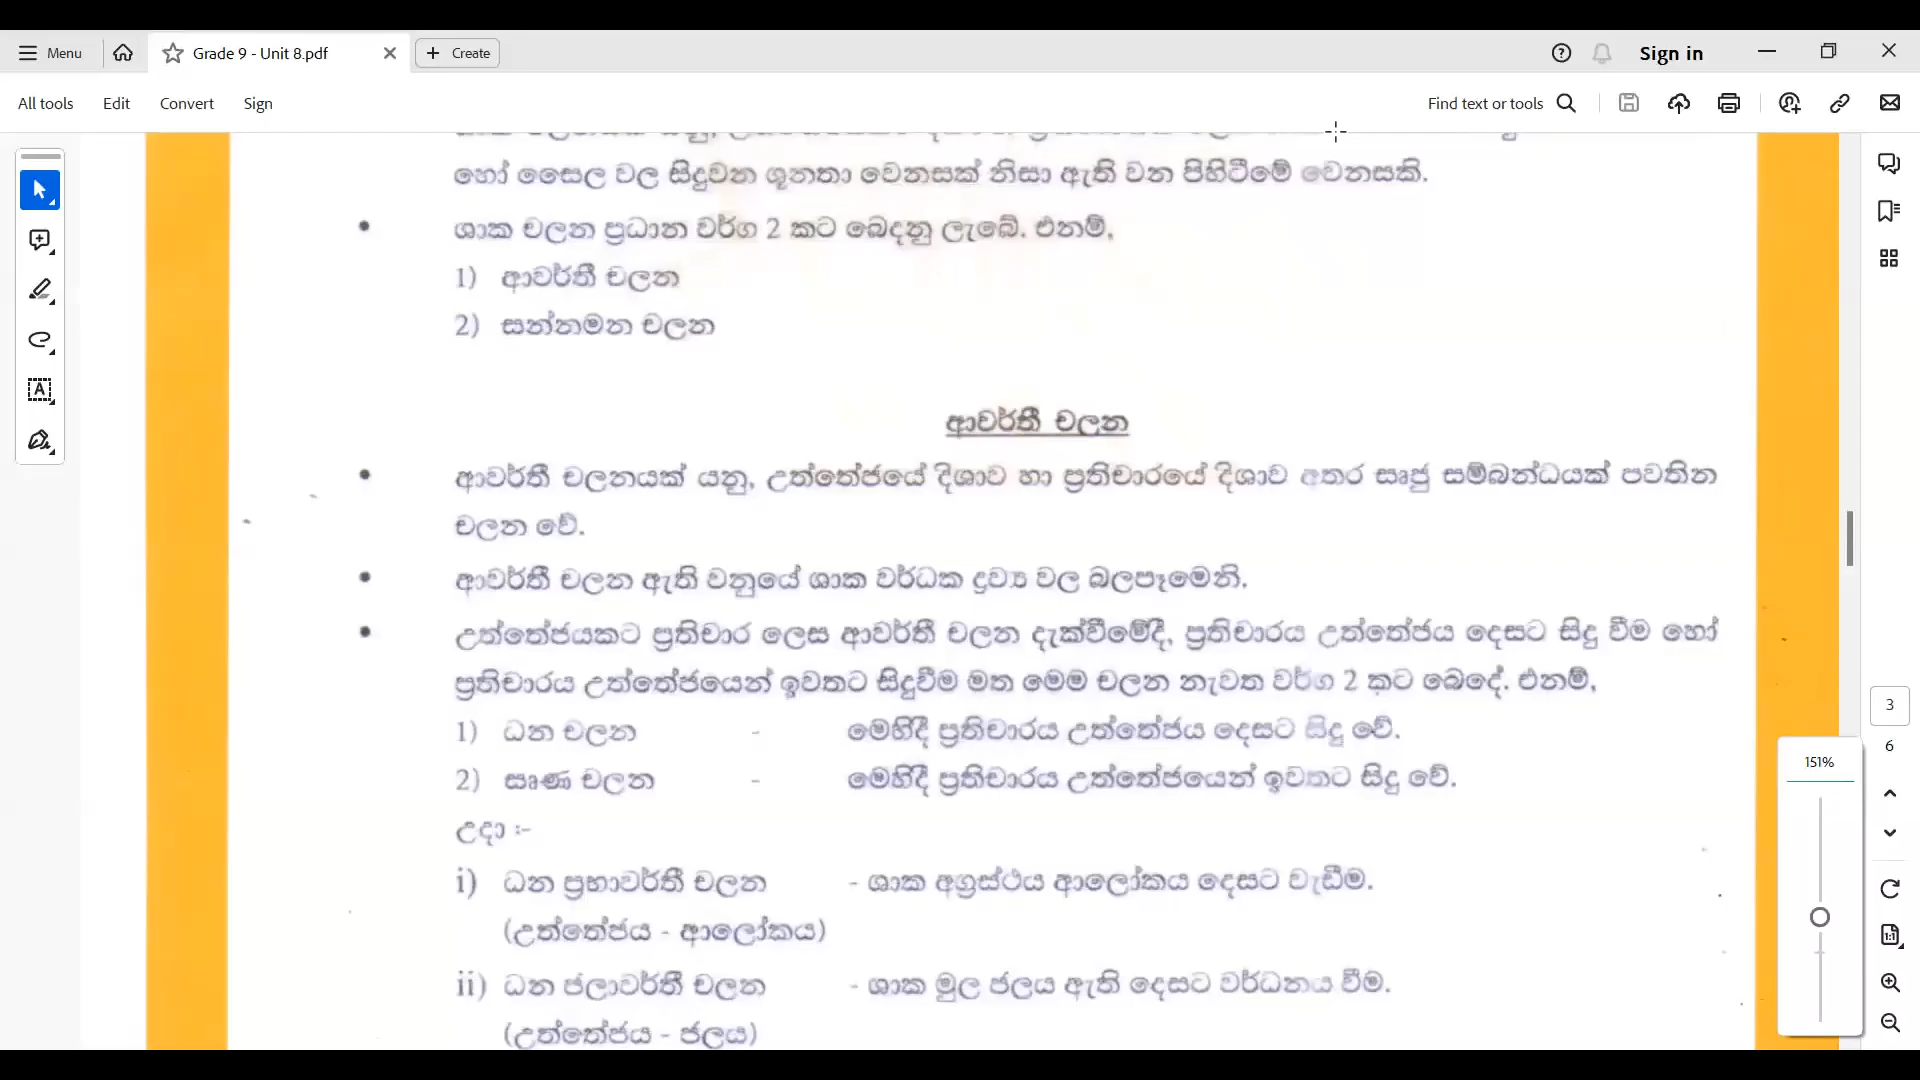 Menu
Grade 9 - Unit 8.pdf
Create
Sign in
All tools
Edit
Convert
Sign
Find text or tools
හෝ සෛල වල සිදුවන ශූනතා වෙනසක් නිසා ඇති වන පිහිටීමේ වෙනසකි.
• ශාක චලන ප්‍රධාන වර්ග 2 කට බෙදනු ලැබේ. එනම්,
1) ආවර්තී චලන
2) සන්නමන චලන
ආවර්තී චලන
• ආවර්තී චලනයක් යනු, උත්තේජයේ දිශාව හා ප්‍රතිචාරයේ දිශාව අතර සෘජු සම්බන්ධයක් පවතින
චලන වේ.
• ආවර්තී චලන ඇති වනුයේ ශාක වර්ධක ද්‍රව්‍ය වල බලපෑමෙනි.
• උත්තේජයකට ප්‍රතිචාර ලෙස ආවර්තී චලන දැක්වීමේදී, ප්‍රතිචාරය උත්තේජය දෙසට සිදු වීම හෝ
ප්‍රතිචාරය උත්තේජයෙන් ඉවතට සිදුවීම මත මෙම චලන නැවත වර්ග 2 කට බෙදේ. එනම්,
1) ධන චලන - මෙහිදී ප්‍රතිචාරය උත්තේජය දෙසට සිදු වේ.
2) සෘණ චලන - මෙහිදී ප්‍රතිචාරය උත්තේජයෙන් ඉවතට සිදු වේ.
උදා :-
i) ධන ප්‍රභාවර්තී චලන - ශාක අග්‍රස්ථය ආලෝකය දෙසට වැඩීම.
(උත්තේජය - ආලෝකය)
ii) ධන ජලාවර්තී චලන - ශාක මුල ජලය ඇති දෙසට වර්ධනය වීම.
(උත්තේජය - ජලය)
3
6
151%